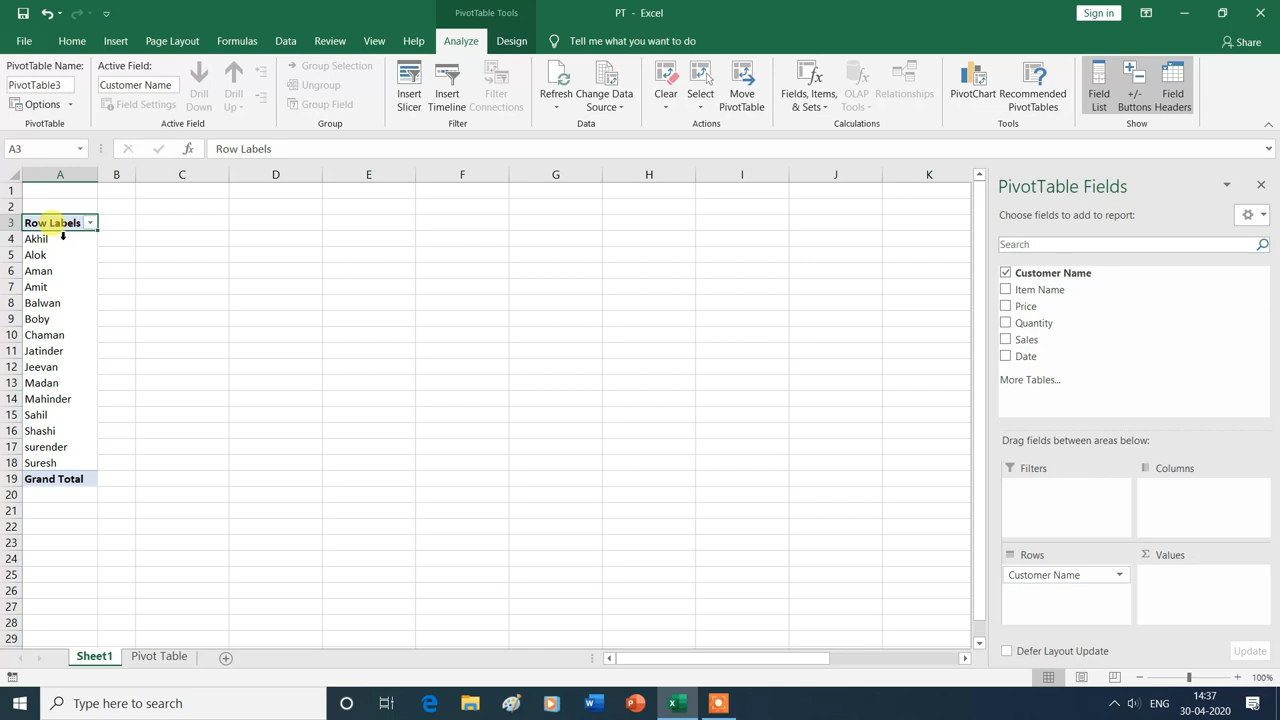 PivotTable Tools
PT - Excel
Sign in
File Home Insert Page Layout Formulas Data Review View Help Analyze Design Tell me what you want to do Share
PivotTable Name:
PivotTable3
Options
PivotTable
Active Field:
Customer Name
Field Settings
Drill Down
Drill Up
Active Field
Group Selection
Ungroup
Group Field
Group
Insert Slicer
Insert Timeline
Filter Connections
Filter
Refresh
Change Data Source
Data
Clear
Select
Move PivotTable
Actions
Fields, Items, & Sets
OLAP Tools
Relationships
Calculations
PivotChart
Recommended PivotTables
Tools
Field List
+/- Buttons
Field Headers
Show
A3 fx Row Labels
A B C D E F G H I J K
1
2
3 Row Labels
4 Akhil
5 Alok
6 Aman
7 Amit
8 Balwan
9 Boby
10 Chaman
11 Jatinder
12 Jeevan
13 Madan
14 Mahinder
15 Sahil
16 Shashi
17 surender
18 Suresh
19 Grand Total
20
21
22
23
24
25
26
27
28
29
PivotTable Fields
Choose fields to add to report:
Search
Customer Name
Item Name
Price
Quantity
Sales
Date
More Tables...
Drag fields between areas below:
Filters
Columns
Rows
Σ Values
Customer Name
Defer Layout Update
Update
Sheet1 Pivot Table
100%
Type here to search
ENG
14:37
30-04-2020